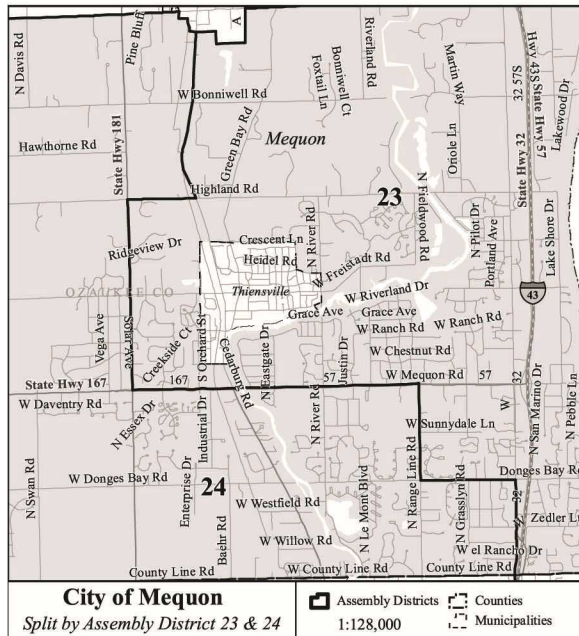 A
N Davis Rd
Pine Bluff
Riverland Rd
Bonniwell Ct
Foxtail Ln
Martin Way
32 57S
Hwy 43S State Hwy 57
Lakewood Dr
W Bonniwell Rd
Green Bay Rd
Mequon
Hawthorne Rd
State Hwy 181
Oriole Ln
State Hwy 32
Highland Rd
23
N Fieldwood Rd
N Pilot Dr
Portland Ave
Lake Shore Dr
Crescent Ln
Ridgeview Dr
Heidel Rd
N River Rd
W Freistadt Rd
OZAUKEE CO
Thiensville
W Riverland Dr
43
Grace Ave
Grace Ave
Vega Ave
Solar Ave
Creekside Ct
S Orchard St
Cedarburg Rd
N Eastgate Dr
W Ranch Rd
W Ranch Rd
W Chestnut Rd
Justin Dr
State Hwy 167
167
57
W Mequon Rd
57
32
W Daventry Rd
N Essex Dr
Industrial Dr
N River Rd
W
W Sunnydale Ln
N San Marino Dr
N Pebble Ln
N Swan Rd
W Donges Bay Rd
Enterprise Dr
24
N Le Mont Blvd
N Range Line Rd
N Grasslyn Rd
Donges Bay Rd
32
W Westfield Rd
Zedler Ln
Baehr Rd
W Willow Rd
W el Rancho Dr
County Line Rd
W County Line Rd
County Line Rd
City of Mequon
Split by Assembly District 23 & 24
Assembly Districts
1:128,000
Counties
Municipalities